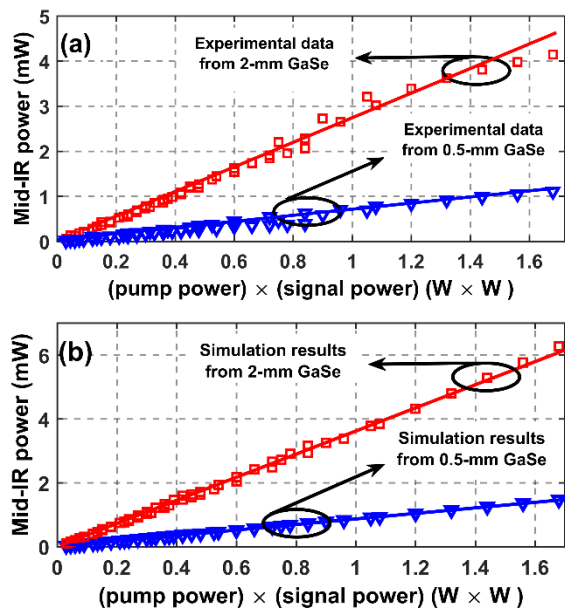 (a)
Experimental data
from 2-mm GaSe
Experimental data
from 0.5-mm GaSe
Mid-IR power (mW)
5
4
3
2
1
0
0 0.2 0.4 0.6 0.8 1 1.2 1.4 1.6
(pump power) × (signal power) (W × W )
(b)
Simulation results
from 2-mm GaSe
Simulation results
from 0.5-mm GaSe
Mid-IR power (mW)
6
4
2
0
0 0.2 0.4 0.6 0.8 1 1.2 1.4 1.6
(pump power) × (signal power) (W × W )